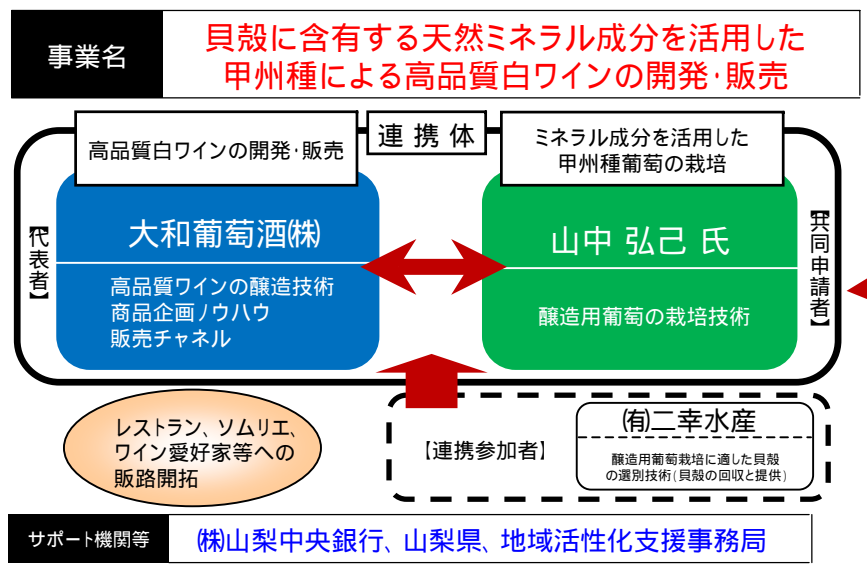 事業名
貝殻に含有する天然ミネラル成分を活用した
甲州種による高品質白ワインの開発・販売
連携体
高品質白ワインの開発・販売
ミネラル成分を活用した
甲州種葡萄の栽培
【代表者】
大和葡萄酒㈱
高品質ワインの醸造技術
商品企画ノウハウ
販売チャネル
山中 弘己 氏
醸造用葡萄の栽培技術
【共同申請者】
レストラン、ソムリエ、
ワイン愛好家等への
販路開拓
【連携参加者】
㈲二幸水産
醸造用葡萄栽培に適した貝殻
の選別技術(貝殻の回収と提供)
サポート機関等
㈱山梨中央銀行、山梨県、地域活性化支援事務局